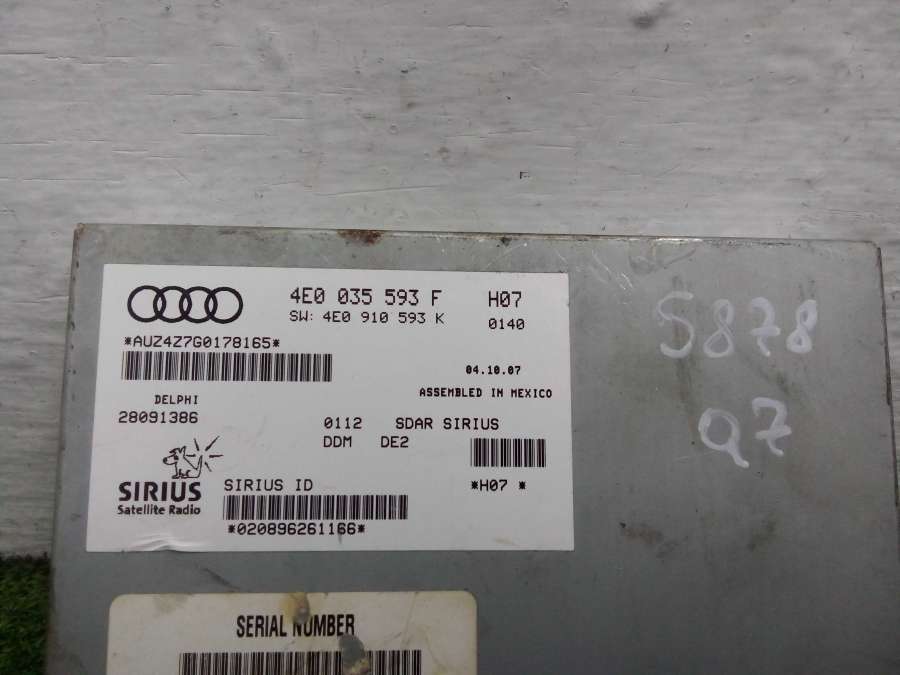 4E0 035 593 F H07
SW: 4E0 910 593 K 0140
*AUZ4Z7G0178165*
04.10.07
ASSEMBLED IN MEXICO
DELPHI
28091386
0112 SDAR SIRIUS
DDM DE2
SIRIUS
Satellite Radio
SIRIUS ID
*H07 *
*020896261166*
S878
Q7
SERIAL NUMBER